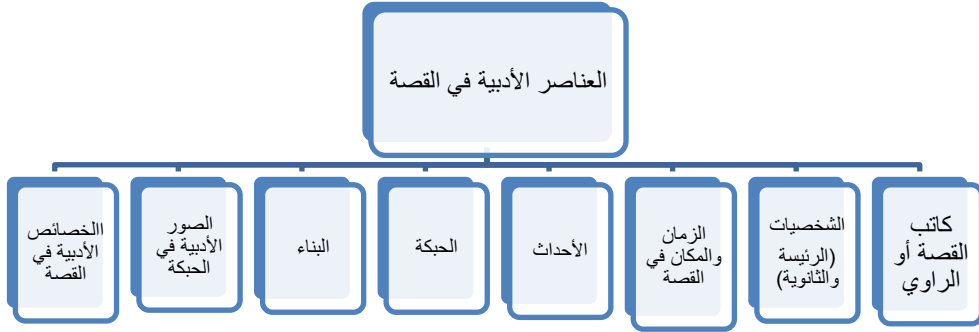 العناصر الأدبية في القصة
كاتب
القصة أو
الراوي
الشخصيات
(الرئيسة
والثانوية)
الزمان
والمكان في
القصة
الأحداث
الحبكة
البناء
الصور
الأدبية في
الحبكة
االخصائص
الأدبية في
القصة